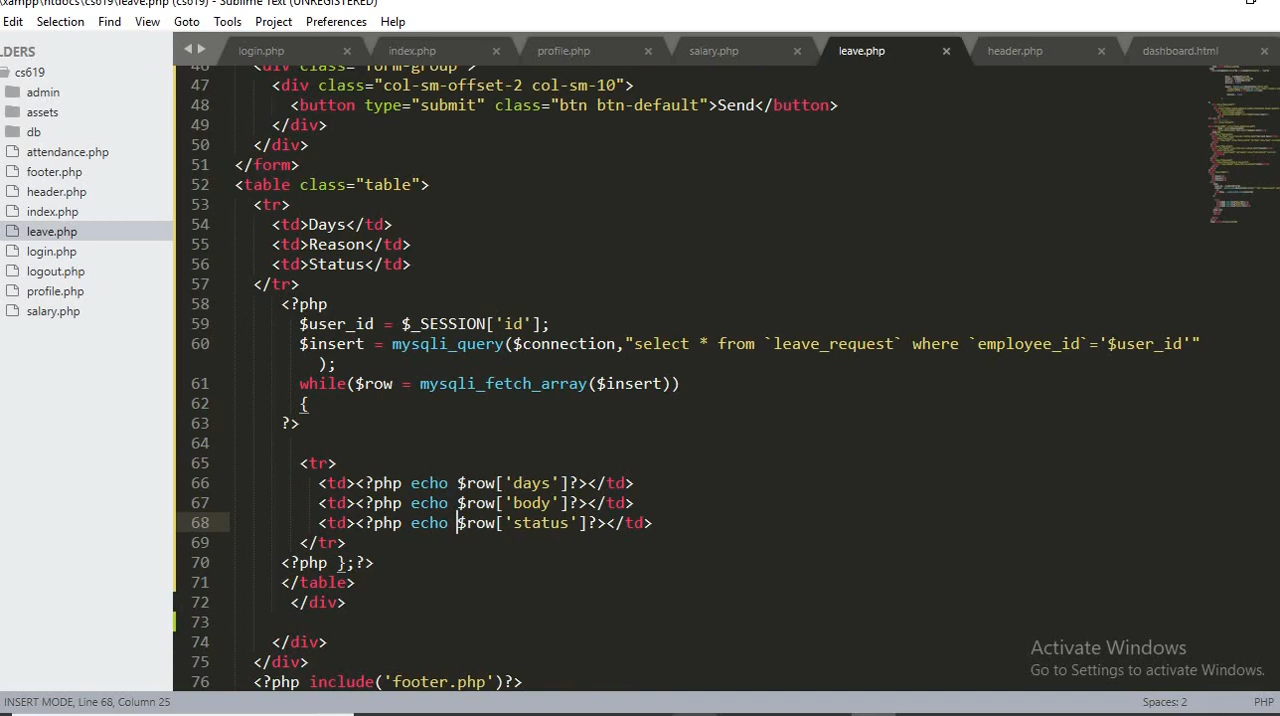 \xampp\htdocs\cs619\leave.php (cs619) - Sublime Text (UNREGISTERED)
Edit Selection Find View Goto Tools Project Preferences Help
LDERS
cs619
admin
assets
db
attendance.php
footer.php
header.php
index.php
leave.php
login.php
logout.php
profile.php
salary.php
login.php × index.php × profile.php × salary.php × leave.php × header.php × dashboard.html ×
46 <div class="form-group">
47 <div class="col-sm-offset-2 col-sm-10">
48 <button type="submit" class="btn btn-default">Send</button>
49 </div>
50 </div>
51 </form>
52 <table class="table">
53 <tr>
54 <td>Days</td>
55 <td>Reason</td>
56 <td>Status</td>
57 </tr>
58 <?php
59 $user_id = $_SESSION['id'];
60 $insert = mysqli_query($connection,"select * from `leave_request` where `employee_id`='$user_id'"
);
61 while($row = mysqli_fetch_array($insert))
62 {
63 ?>
64
65 <tr>
66 <td><?php echo $row['days']?></td>
67 <td><?php echo $row['body']?></td>
68 <td><?php echo $row['status']?></td>
69 </tr>
70 <?php };?>
71 </table>
72 </div>
73
74 </div>
75 </div>
76 <?php include('footer.php')?>
Activate Windows
Go to Settings to activate Windows.
INSERT MODE, Line 68, Column 25 Spaces: 2 PHP